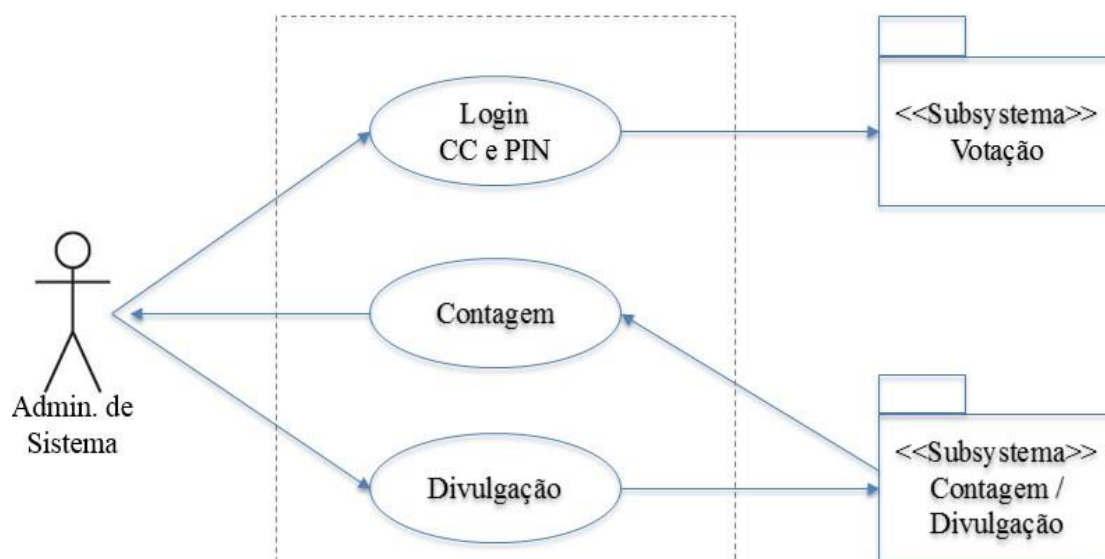 Login
CC e PIN
<<Subsystema>>
Votação
Contagem
Admin. de
Sistema
Divulgação
<<Subsystema>>
Contagem /
Divulgação